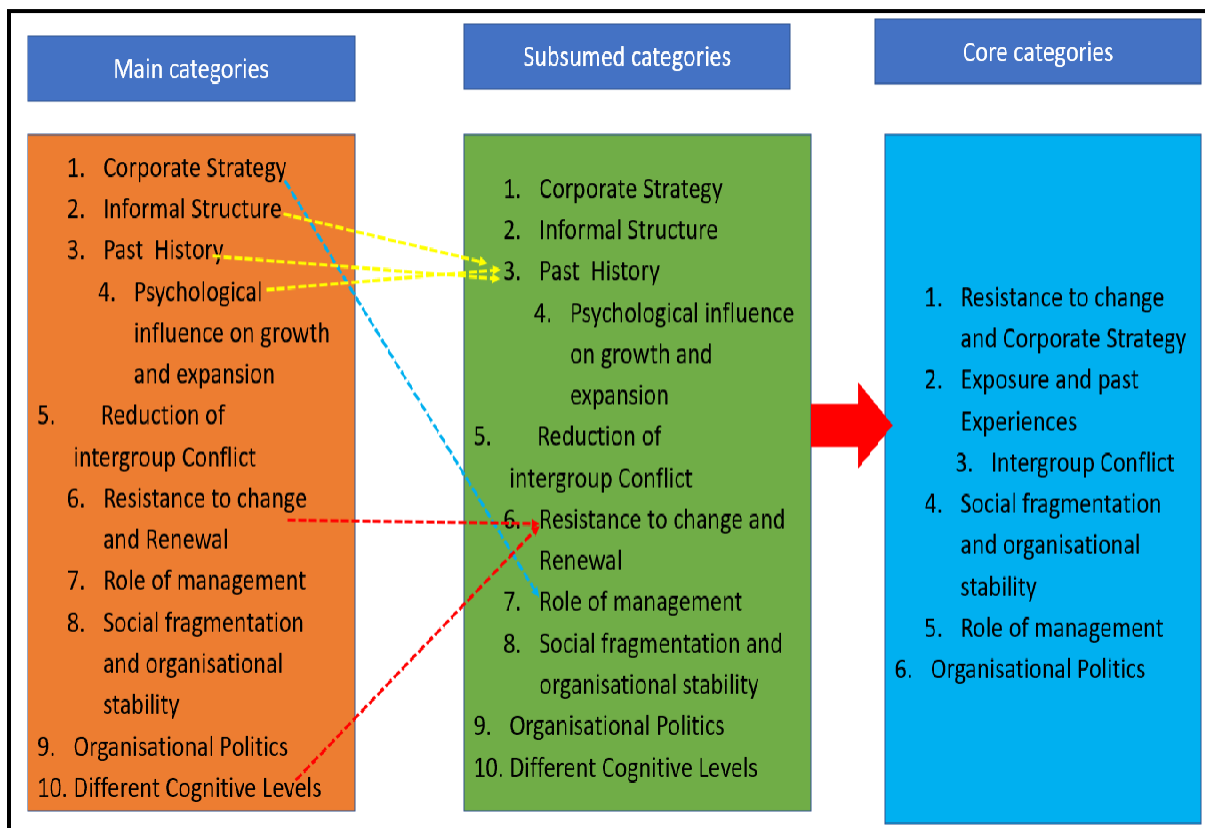 Main categories
1. Corporate Strategy
2. Informal Structure
3. Past History
4. Psychological
influence on growth
and expansion
5. Reduction of
intergroup Conflict
6. Resistance to change
and Renewal
7. Role of management
8. Social fragmentation
and organisational
stability
9. Organisational Politics
10. Different Cognitive Levels
Subsumed categories
1. Corporate Strategy
2. Informal Structure
3. Past History
4. Psychological influence
on growth and
expansion
5. Reduction of
intergroup Conflict
6. Resistance to change and
Renewal
7. Role of management
8. Social fragmentation and
organisational stability
9. Organisational Politics
10. Different Cognitive Levels
Core categories
1. Resistance to change
and Corporate Strategy
2. Exposure and past
Experiences
3. Intergroup Conflict
4. Social fragmentation
and organisational
stability
5. Role of management
6. Organisational Politics